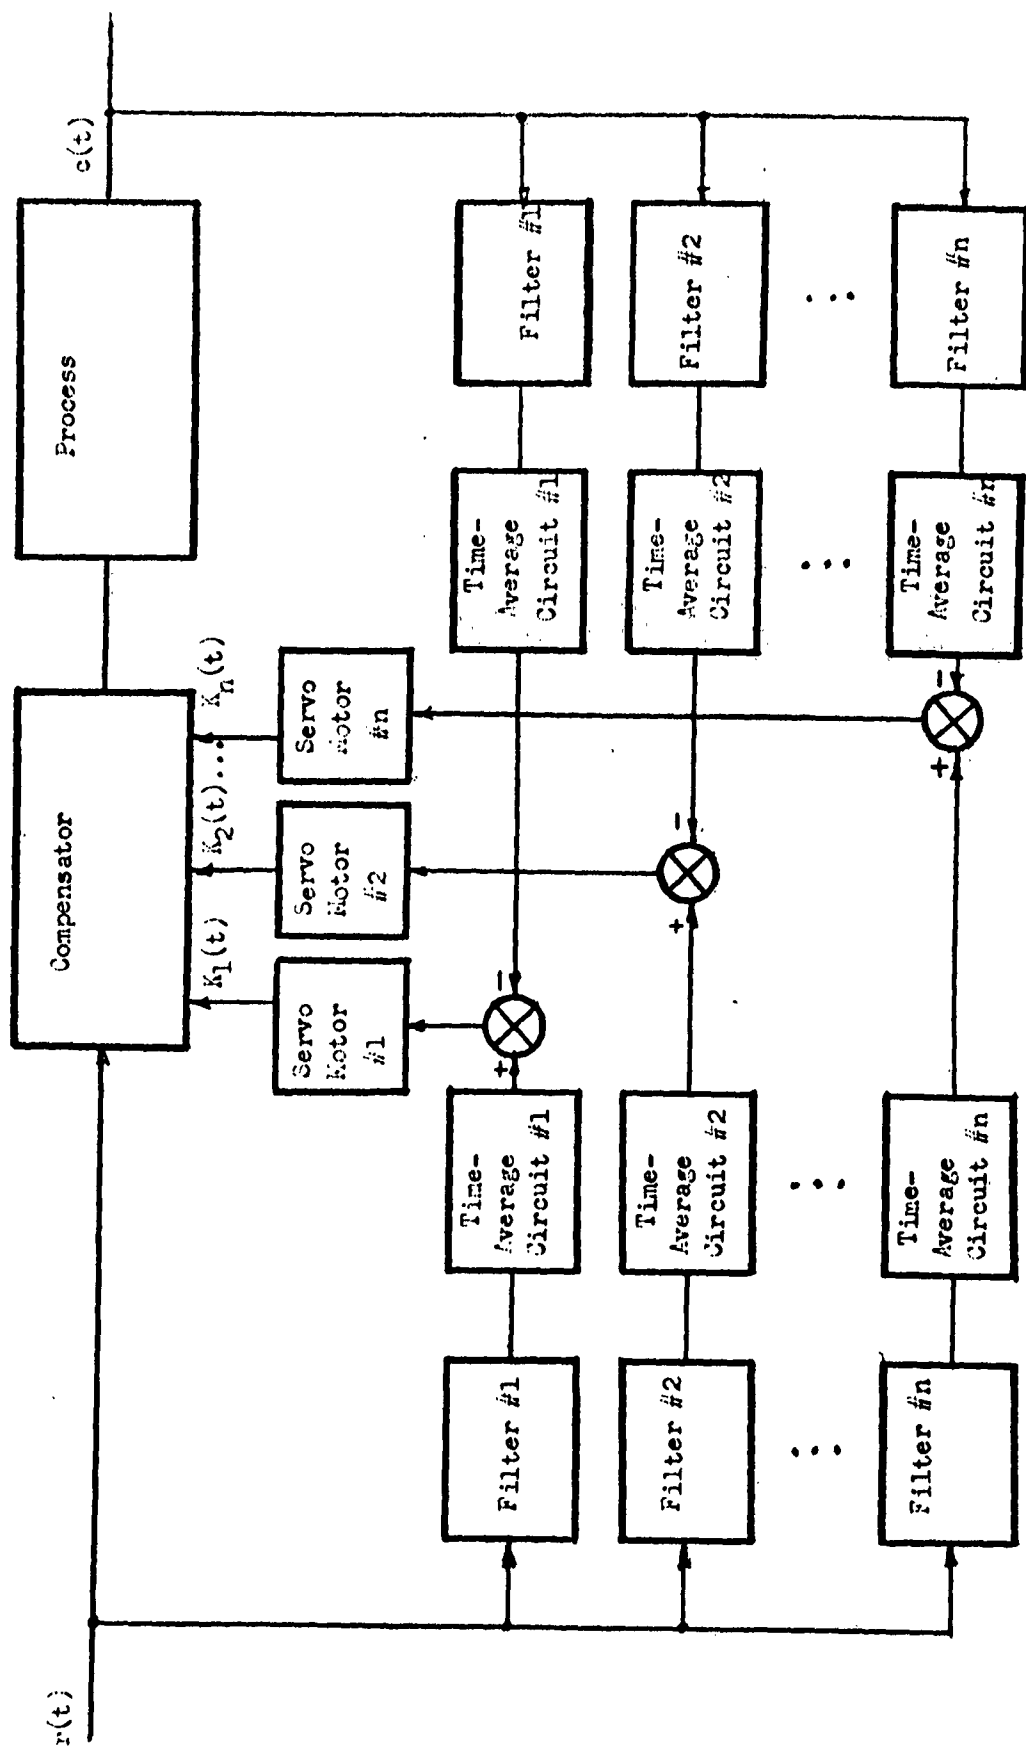 r(t)
Compensator
Process
c(t)
K1(t)
K2(t)...
Kn(t)
Servo
Motor
#1
Servo
Motor
#2
Servo
Motor
#n
Filter #1
Time-
Average
Circuit #1
+
-
Time-
Average
Circuit #1
Filter #1
Filter #2
Time-
Average
Circuit #2
+
-
Time-
Average
Circuit #2
Filter #2
...
...
...
...
Filter #n
Time-
Average
Circuit #n
+
-
Time-
Average
Circuit #n
Filter #n